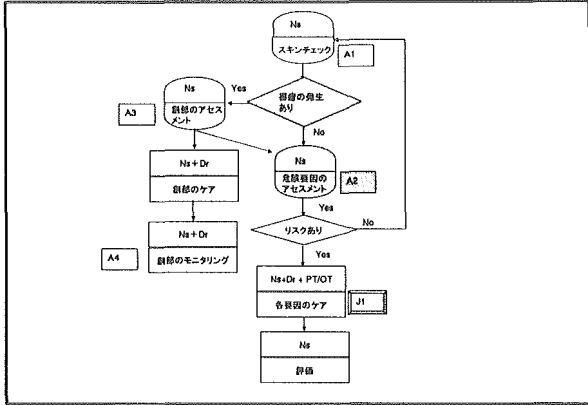 Ns
スキンチェック
A1
褥瘡の発生
あり
Yes
No
Ns
創部のアセス
メント
A3
Ns+Dr
創部のケア
Ns+Dr
創部のモニタリング
A4
Ns
危険要因の
アセスメント
A2
Yes
リスクあり
No
Yes
Ns+Dr + PT/OT
各要因のケア
J1
Ns
評価